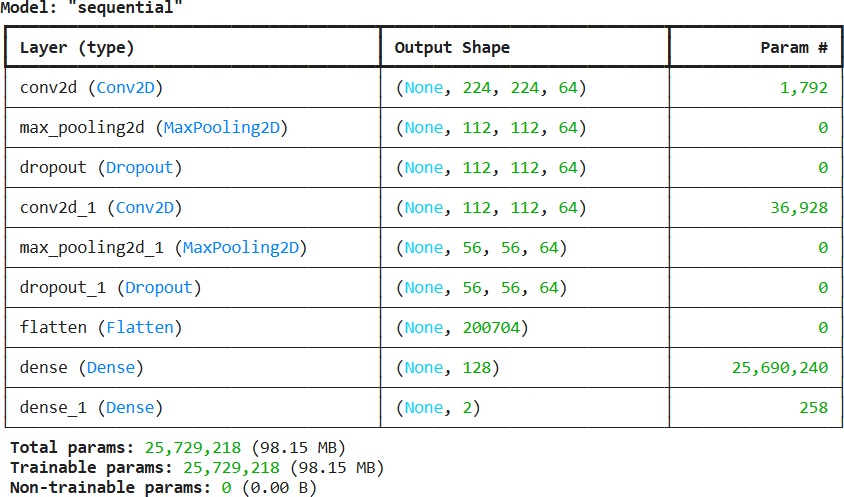 Model: "sequential"
Layer (type) Output Shape Param #
conv2d (Conv2D) (None, 224, 224, 64) 1,792
max_pooling2d (MaxPooling2D) (None, 112, 112, 64) 0
dropout (Dropout) (None, 112, 112, 64) 0
conv2d_1 (Conv2D) (None, 112, 112, 64) 36,928
max_pooling2d_1 (MaxPooling2D) (None, 56, 56, 64) 0
dropout_1 (Dropout) (None, 56, 56, 64) 0
flatten (Flatten) (None, 200704) 0
dense (Dense) (None, 128) 25,690,240
dense_1 (Dense) (None, 2) 258
Total params: 25,729,218 (98.15 MB)
Trainable params: 25,729,218 (98.15 MB)
Non-trainable params: 0 (0.00 B)